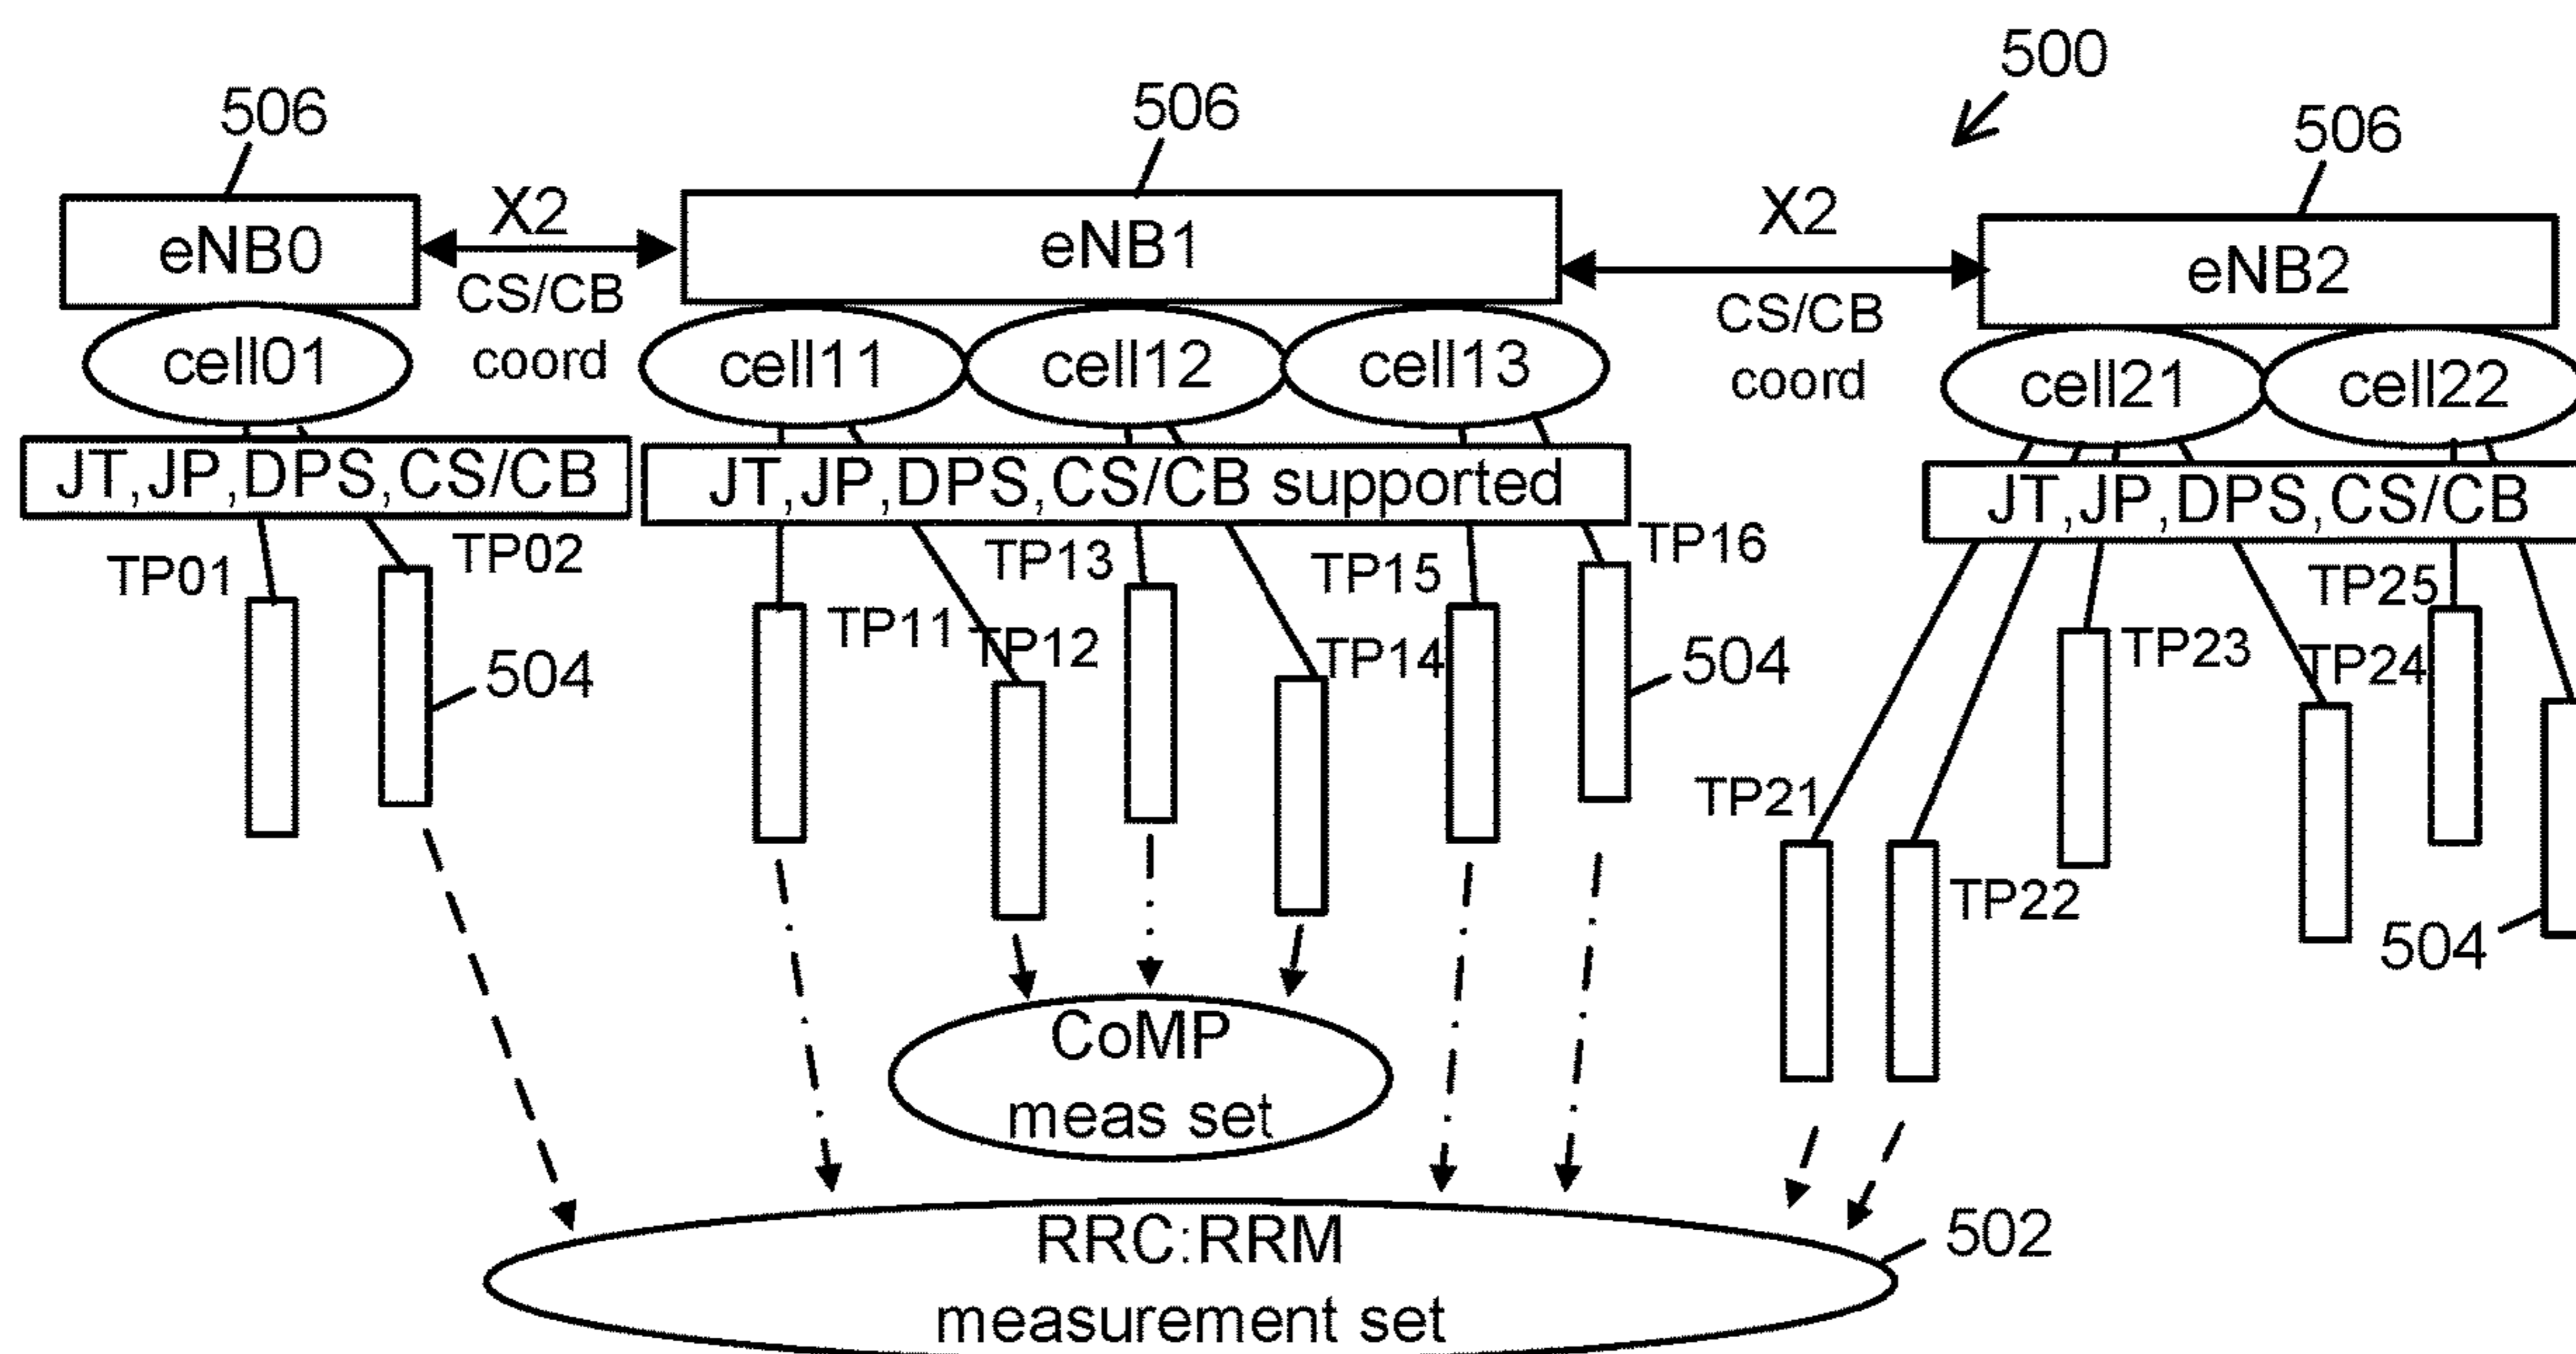 500
506
506
506
eNB0
X2
CS/CB
coord
eNB1
X2
CS/CB
coord
eNB2
cell01
cell11
cell12
cell13
cell21
cell22
JT,JP,DPS,CS/CB
JT,JP,DPS,CS/CB supported
JT,JP,DPS,CS/CB
TP01
TP02
TP13
TP15
TP16
TP25
TP11
TP12
TP14
TP23
TP24
504
504
TP21
TP22
504
CoMP
meas set
RRC:RRM
measurement set
502